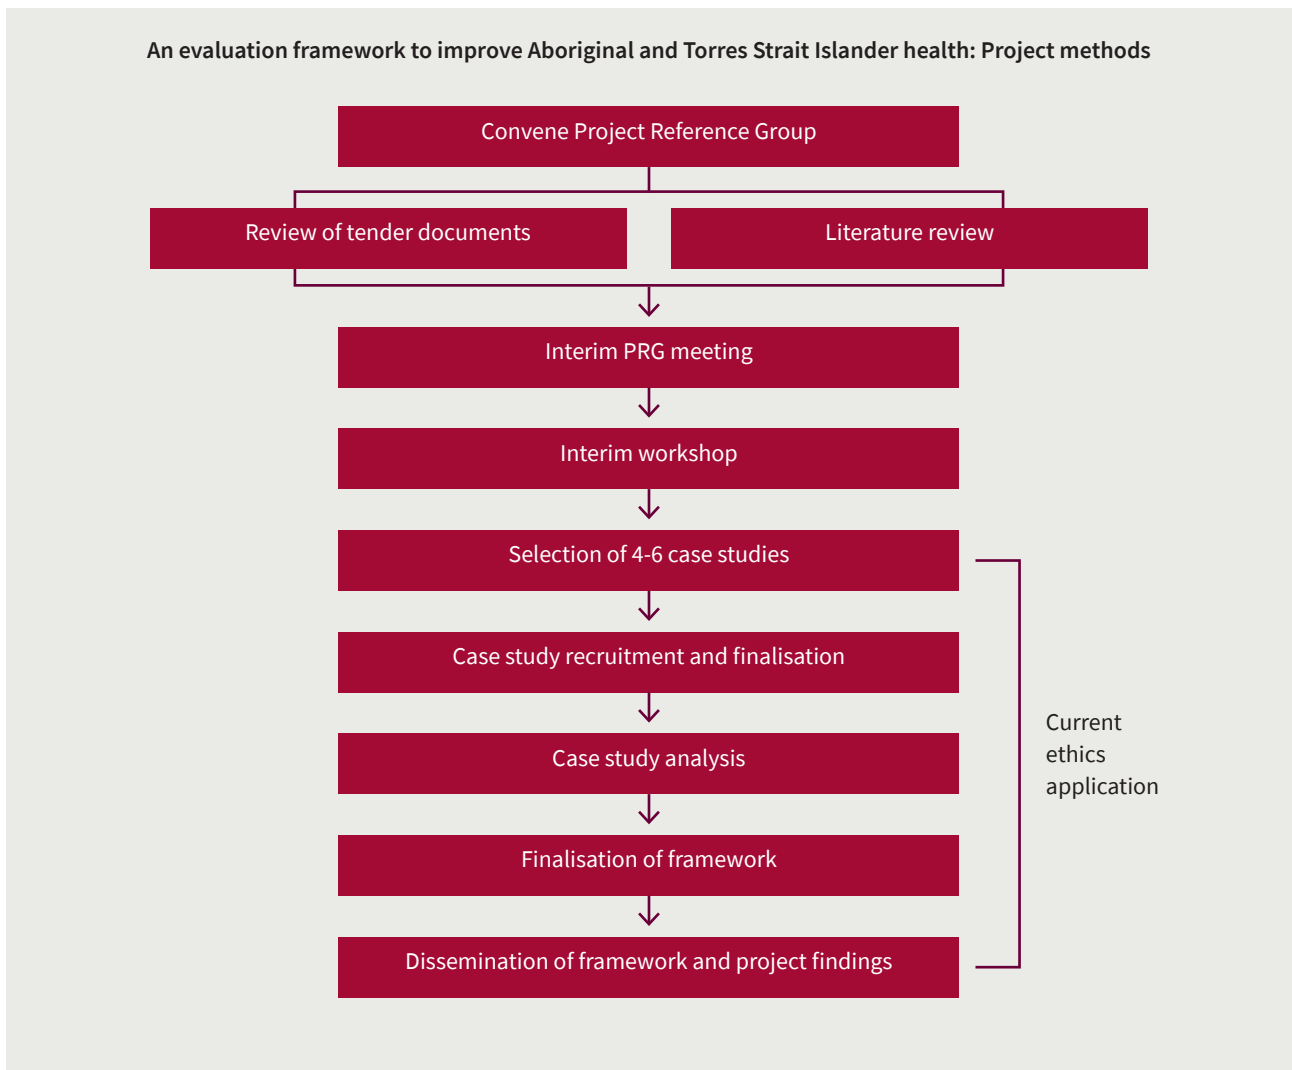 An evaluation framework to improve Aboriginal and Torres Strait Islander health: Project methods
Convene Project Reference Group
Review of tender documents
Literature review
Interim PRG meeting
Interim workshop
Selection of 4-6 case studies
Case study recruitment and finalisation
Case study analysis
Finalisation of framework
Dissemination of framework and project findings
Current
ethics
application